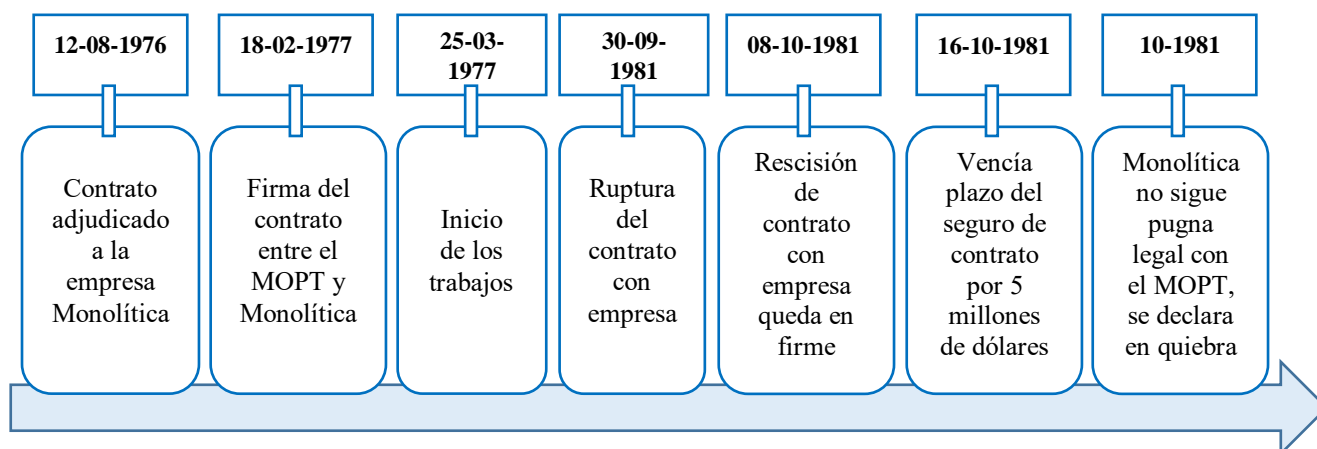 12-08-1976
Contrato
adjudicado
a la
empresa
Monolítica
18-02-1977
Firma del
contrato
entre el
MOPT y
Monolítica
25-03-
1977
Inicio
de los
trabajos
30-09-
1981
Ruptura
del
contrato
con
empresa
08-10-1981
Rescisión
de
contrato
con
empresa
queda en
firme
16-10-1981
Vencía
plazo del
seguro de
contrato
por 5
millones
de dólares
10-1981
Monolítica
no sigue
pugna
legal con
el MOPT,
se declara
en quiebra